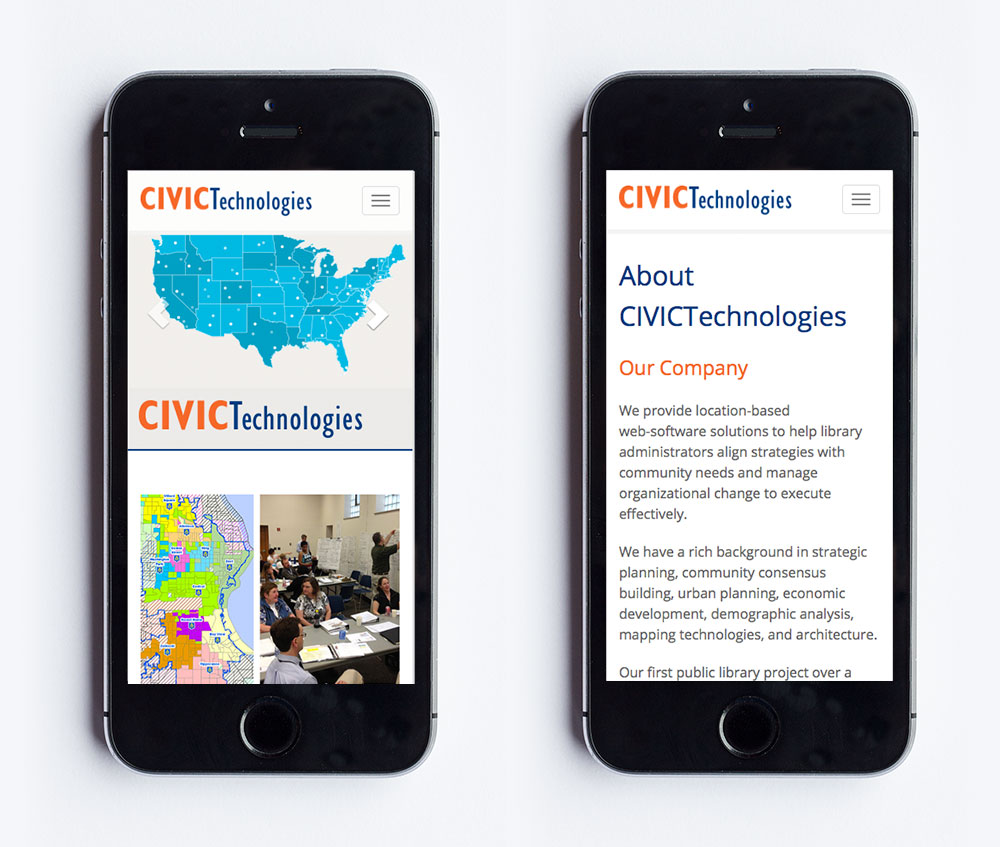 CIVICTechnologies
CIVICTechnologies
CIVICTechnologies
About
CIVICTechnologies
Our Company
We provide location-based
web-software solutions to help library
administrators align strategies with
community needs and manage
organizational change to execute
effectively.
We have a rich background in strategic
planning, community consensus
building, urban planning, economic
development, demographic analysis,
mapping technologies, and architecture.
Our first public library project over a